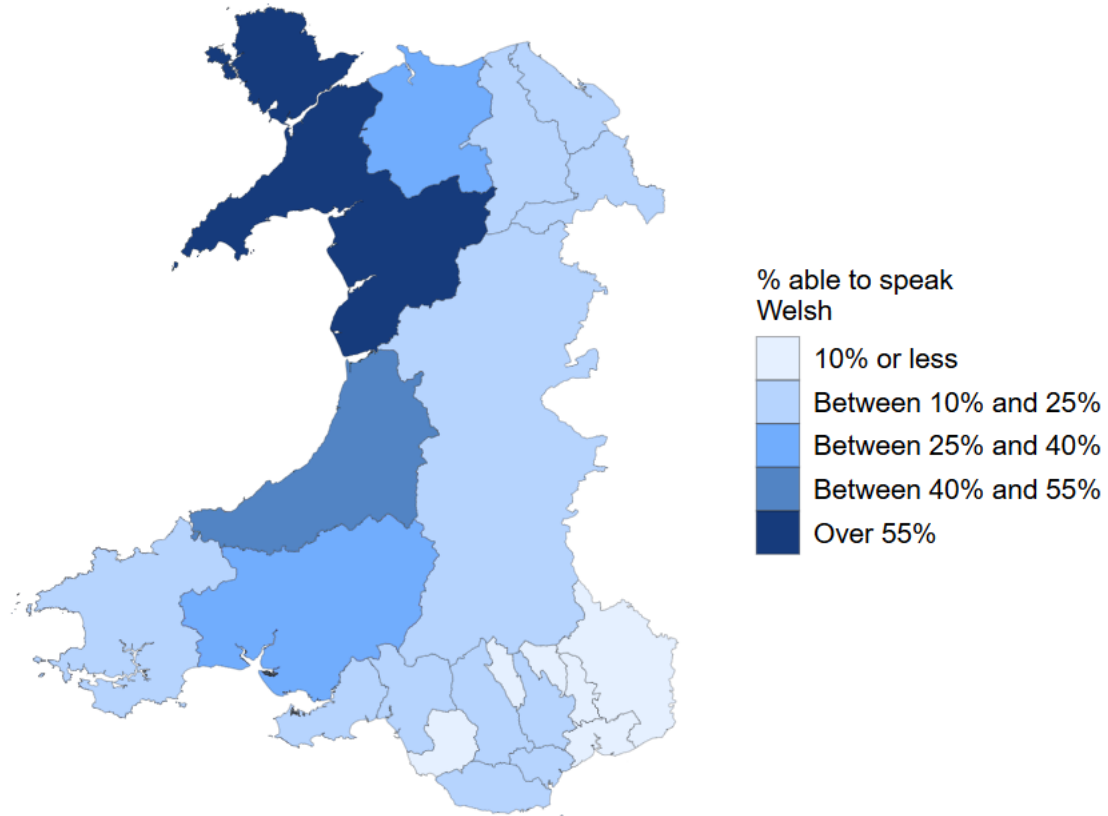 % able to speak
Welsh
10% or less
Between 10% and 25%
Between 25% and 40%
Between 40% and 55%
Over 55%